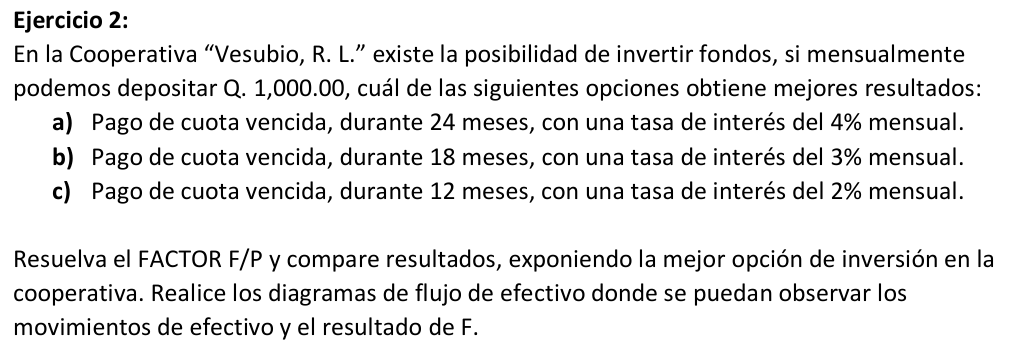 Ejercicio 2:
En la Cooperativa “Vesubio, R. L.” existe la posibilidad de invertir fondos, si mensualmente
podemos depositar Q. 1,000.00, cuál de las siguientes opciones obtiene mejores resultados:
a) Pago de cuota vencida, durante 24 meses, con una tasa de interés del 4% mensual.
b) Pago de cuota vencida, durante 18 meses, con una tasa de interés del 3% mensual.
c) Pago de cuota vencida, durante 12 meses, con una tasa de interés del 2% mensual.
Resuelva el FACTOR F/P y compare resultados, exponiendo la mejor opción de inversión en la
cooperativa. Realice los diagramas de flujo de efectivo donde se puedan observar los
movimientos de efectivo y el resultado de F.